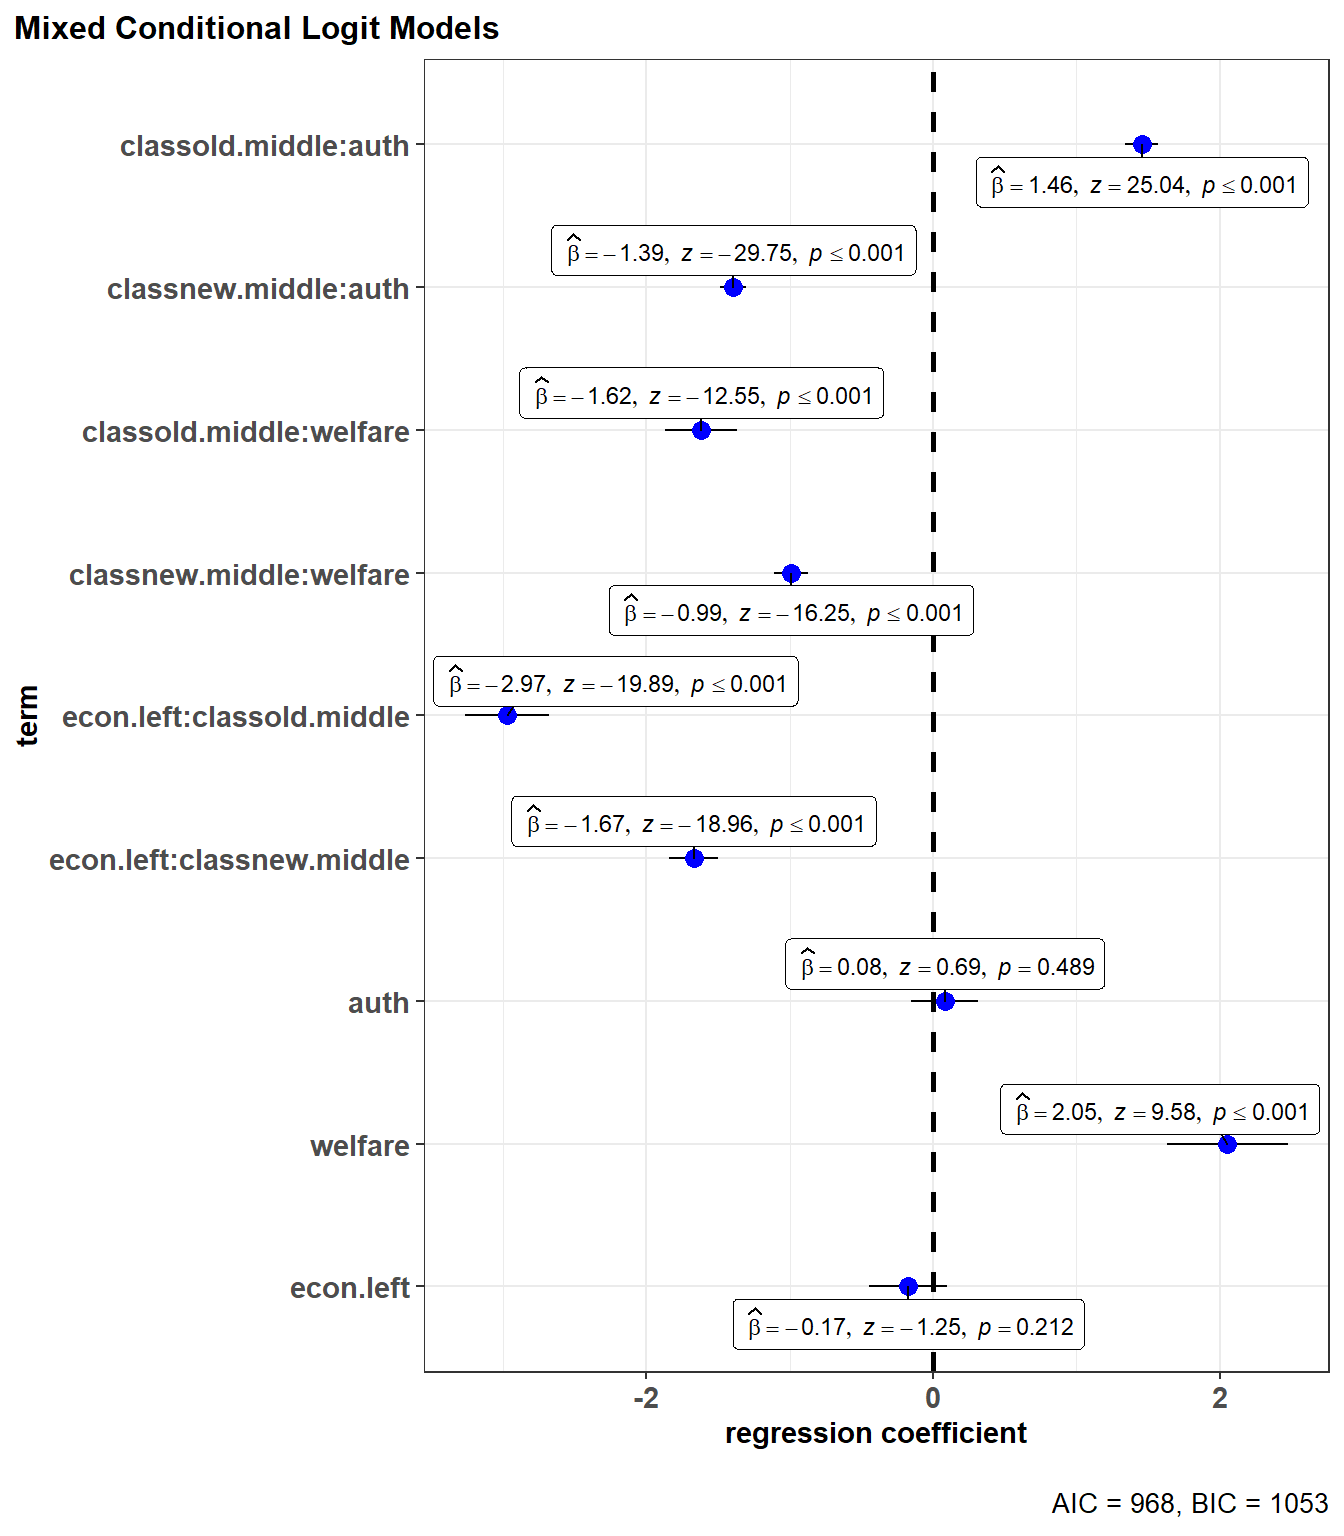 Mixed Conditional Logit Models
classold.middle:auth
β̂ = 1.46, z = 25.04, p ≤ 0.001
β̂ = −1.39, z = −29.75, p ≤ 0.001
classnew.middle:auth
β̂ = −1.62, z = −12.55, p ≤ 0.001
classold.middle:welfare
classnew.middle:welfare
β̂ = −0.99, z = −16.25, p ≤ 0.001
β̂ = −2.97, z = −19.89, p ≤ 0.001
term
econ.left:classold.middle
β̂ = −1.67, z = −18.96, p ≤ 0.001
econ.left:classnew.middle
β̂ = 0.08, z = 0.69, p = 0.489
auth
β̂ = 2.05, z = 9.58, p ≤ 0.001
welfare
econ.left
β̂ = −0.17, z = −1.25, p = 0.212
-2 0 2
regression coefficient
AIC = 968, BIC = 1053